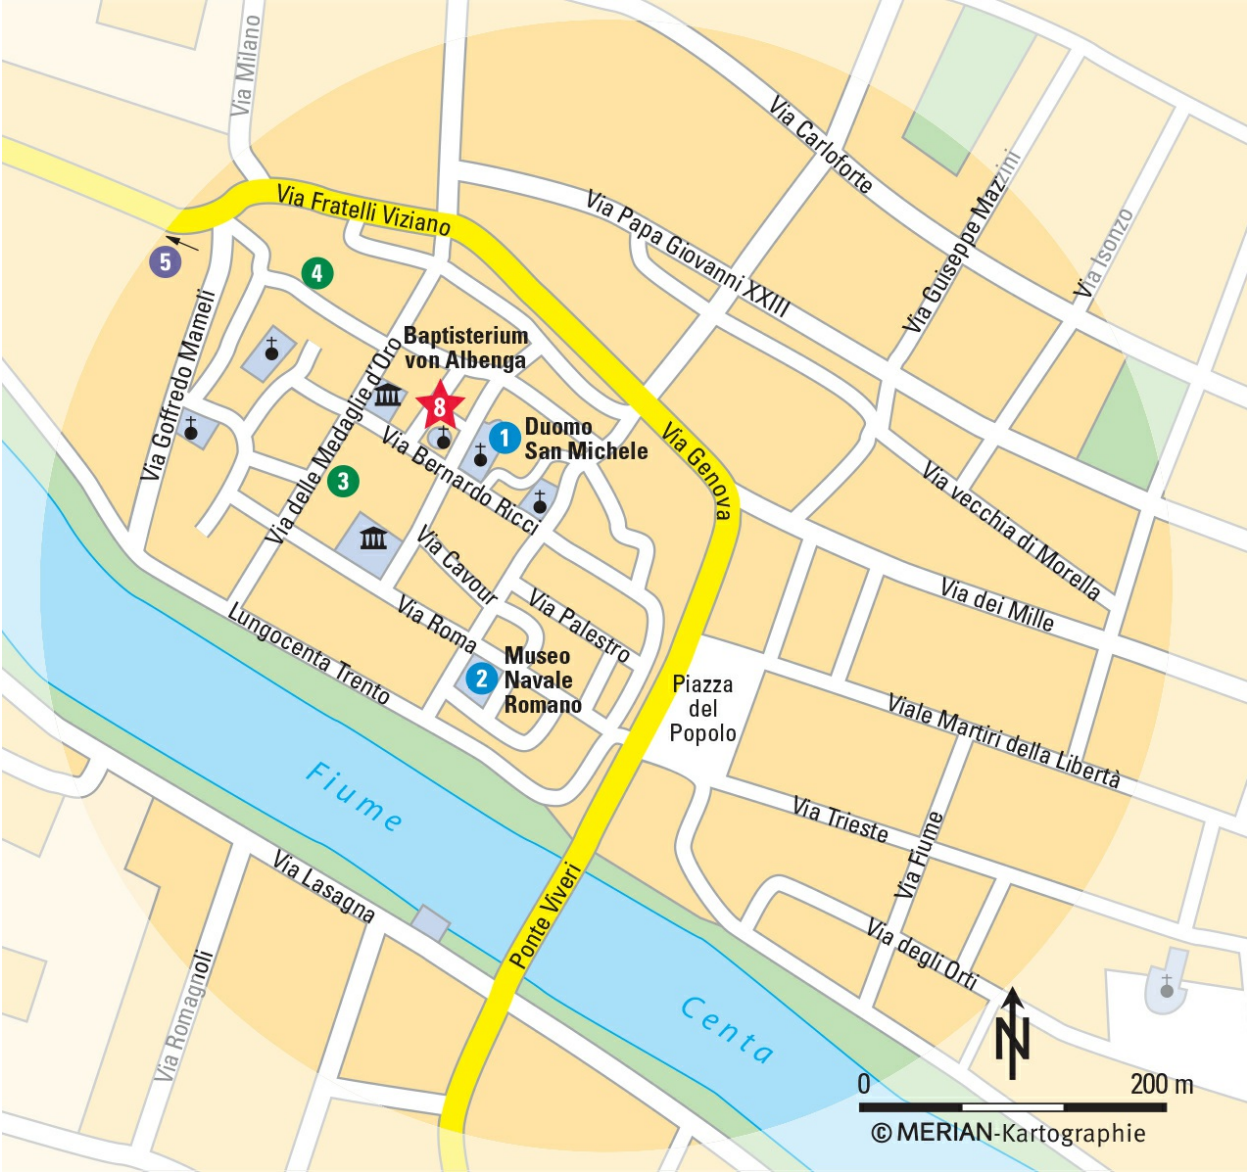 Via Milano
Via Carloforte
Via Guiseppe Mazzini
Via Fratelli Viziano
Via Papa Giovanni XXIII
Via Isonzo
5
4
Via Goffredo Mameli
Baptisterium
von Albenga
8
Via delle Medaglie d'Oro
1
Duomo
San Michele
Via Bernardo Ricci
Via Genova
3
Via vecchia di Morella
Via Cavour
Via dei Mille
Via Palestro
Via Roma
Lungocenta Trento
2
Museo
Navale
Romano
Piazza
del
Popolo
Viale Martiri della Libertà
Fiume
Via Trieste
Via Fiume
Via Lasagna
Ponte Viveri
Via degli Orti
Via Romagnoli
Centa
N
0 200 m
© MERIAN-Kartographie